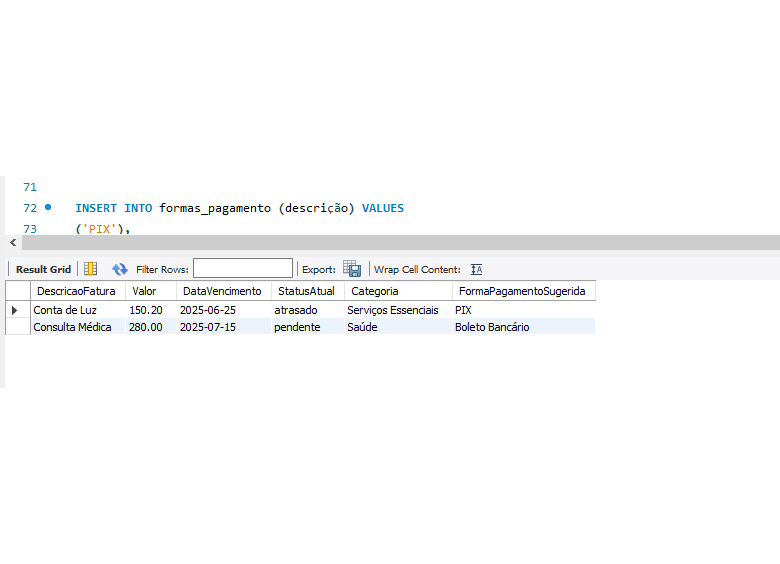 71
72 INSERT INTO formas_pagamento (descrição) VALUES
73 ('PIX'),
Result Grid Filter Rows: Export: Wrap Cell Content: IA
DescricaoFatura Valor DataVencimento StatusAtual Categoria FormaPagamentoSugerida
Conta de Luz 150.20 2025-06-25 atrasado Serviços Essenciais PIX
Consulta Médica 280.00 2025-07-15 pendente Saúde Boleto Bancário